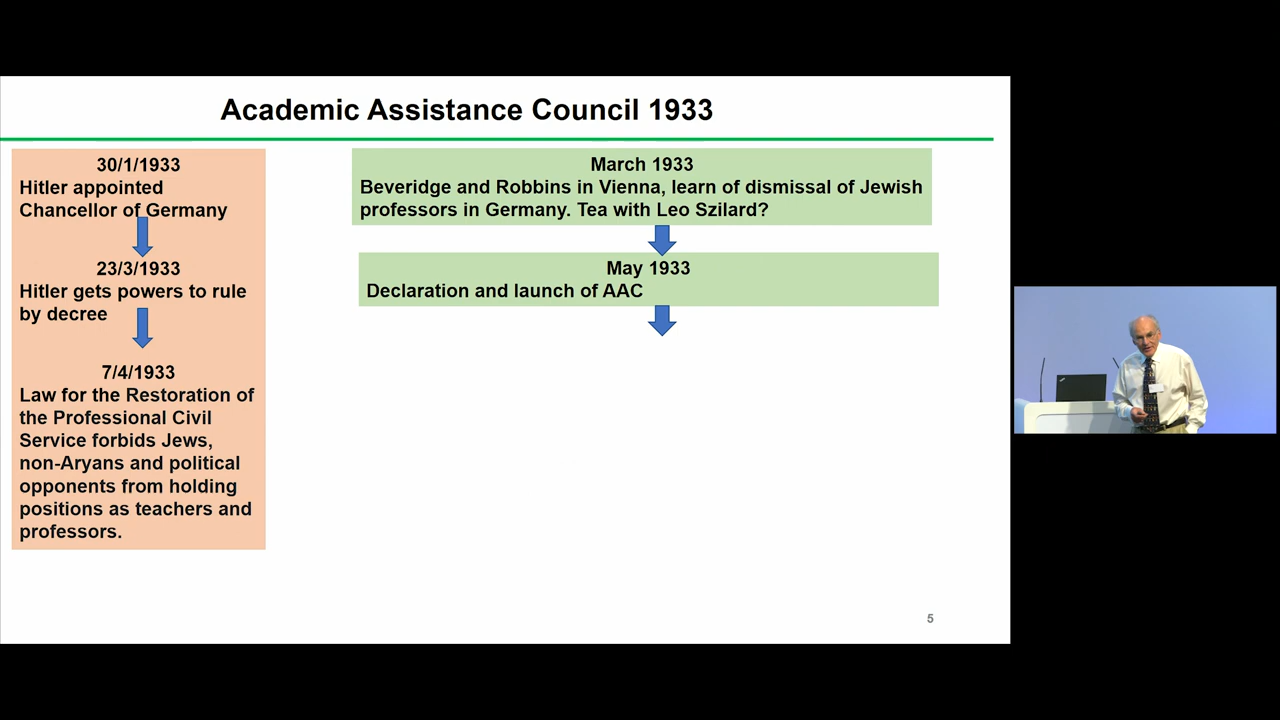 Academic Assistance Council 1933
30/1/1933
Hitler appointed
Chancellor of Germany
23/3/1933
Hitler gets powers to rule
by decree
7/4/1933
Law for the Restoration of
the Professional Civil
Service forbids Jews,
non-Aryans and political
opponents from holding
positions as teachers and
professors.
March 1933
Beveridge and Robbins in Vienna, learn of dismissal of Jewish
professors in Germany. Tea with Leo Szilard?
May 1933
Declaration and launch of AAC
5